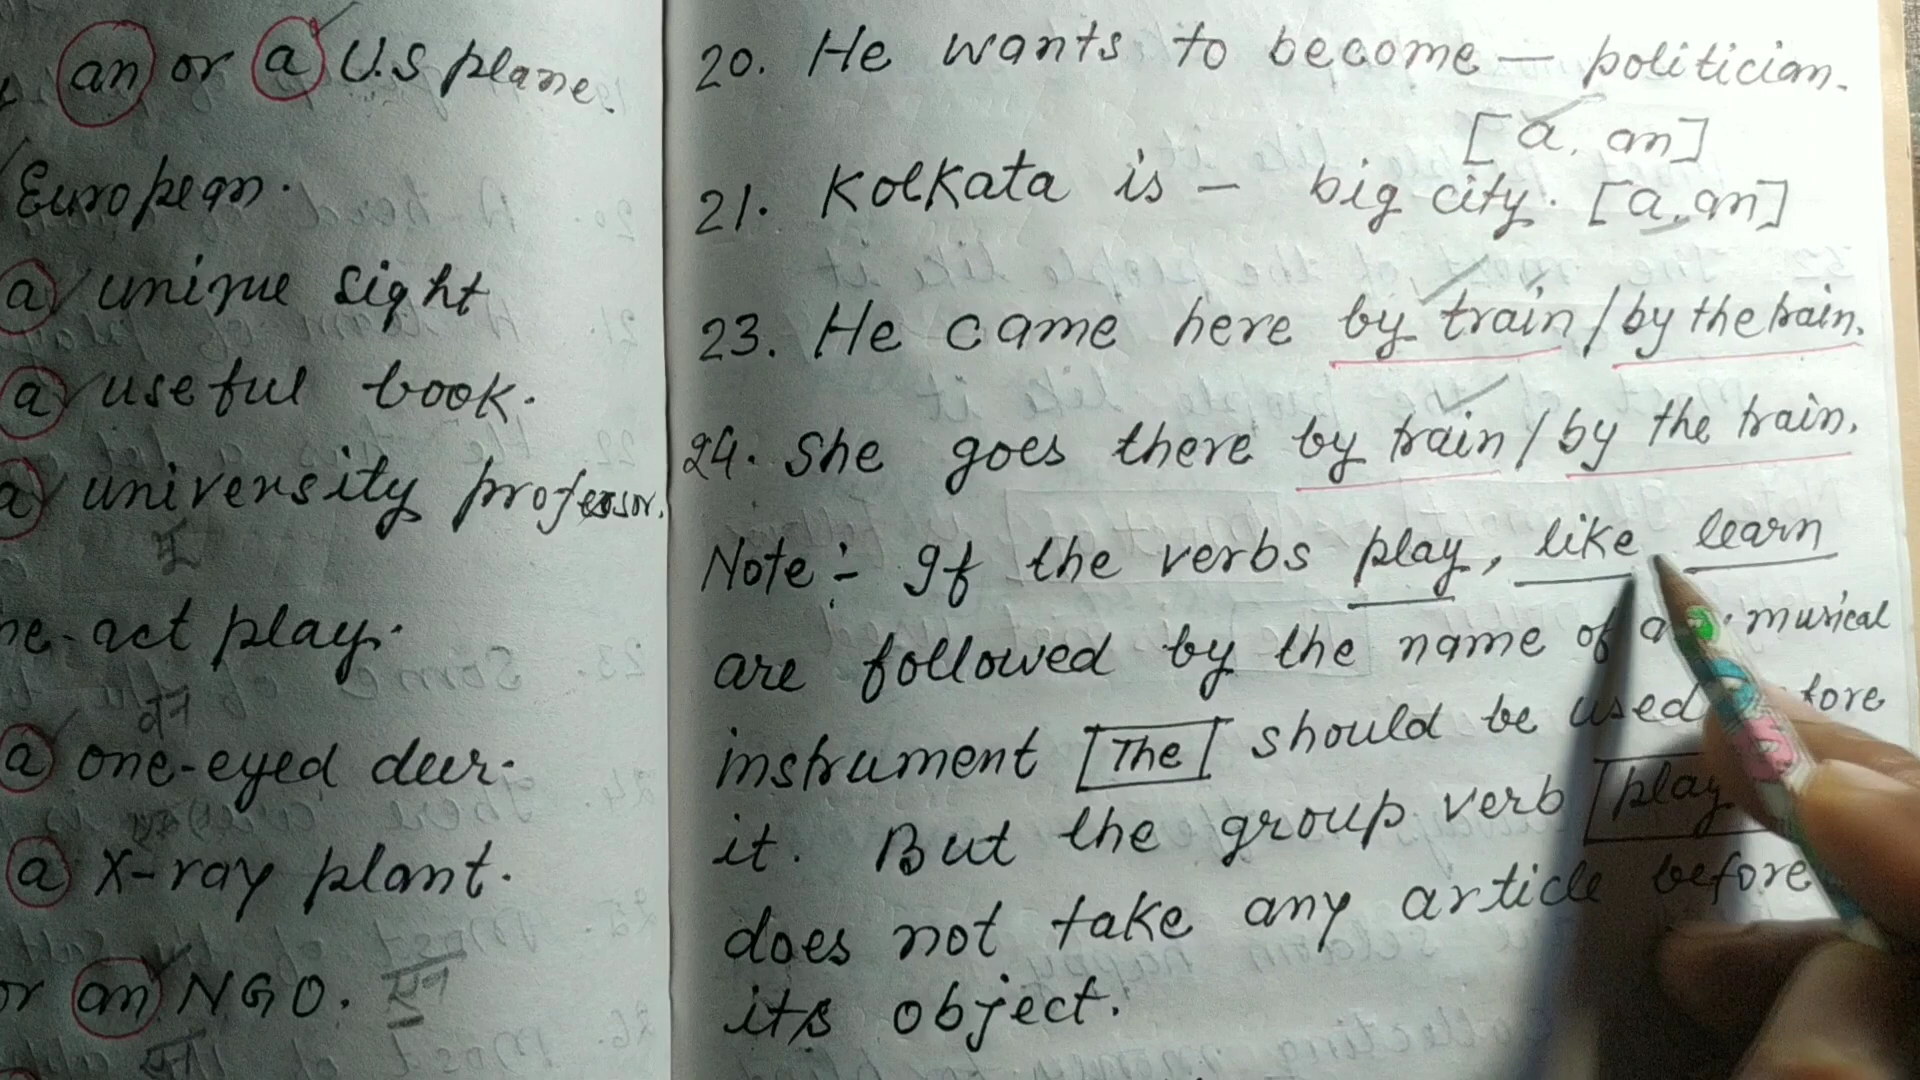 an or a U.S plane.
European.
a unique sight
a useful book.
a university professor.
act play.
वन
a one-eyed deer.
a X-ray plant.
or an NGO. एन
20. He wants to become — politician.
[a, an]
21. Kolkata is — big city. [a, an]
23. He came here by train / by the train.
24. She goes there by train / by the train.
Note :- If the verbs play, like learn
are followed by the name of a musical
instrument [The] should be used
it. But the group verb [play
does not take any article before
its object.